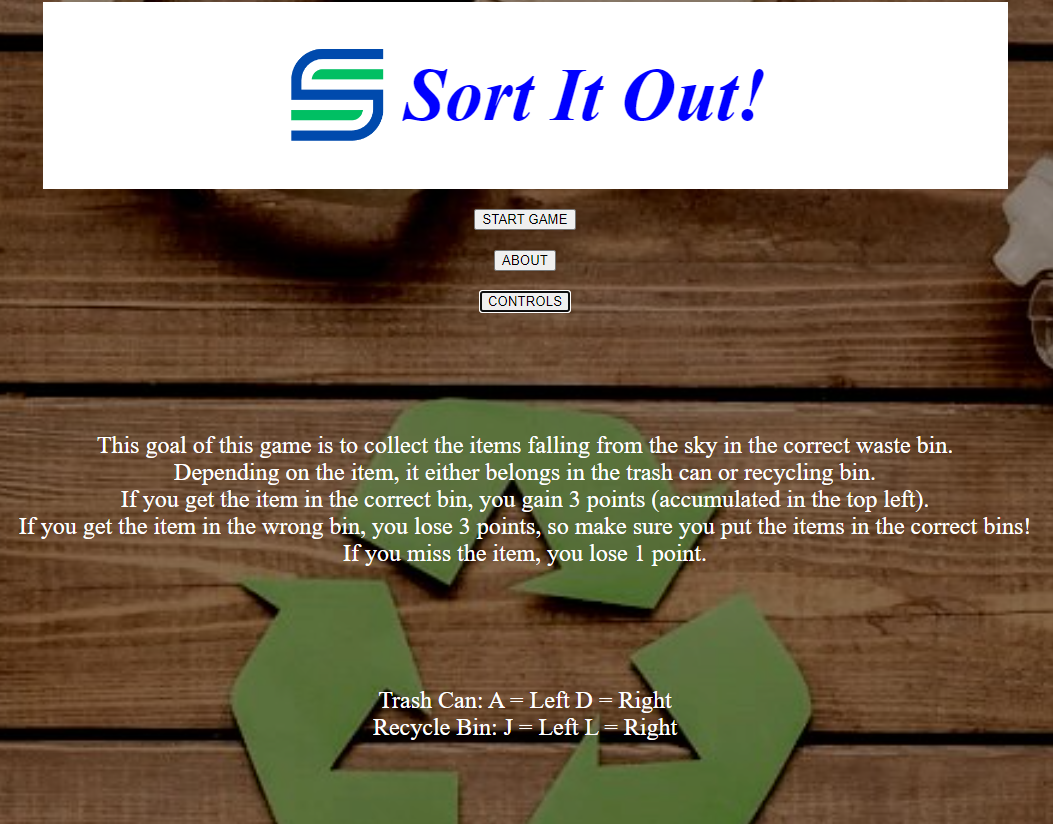 Sort It Out!
START GAME
ABOUT
CONTROLS
This goal of this game is to collect the items falling from the sky in the correct waste bin.
Depending on the item, it either belongs in the trash can or recycling bin.
If you get the item in the correct bin, you gain 3 points (accumulated in the top left).
If you get the item in the wrong bin, you lose 3 points, so make sure you put the items in the correct bins!
If you miss the item, you lose 1 point.
Trash Can: A = Left D = Right
Recycle Bin: J = Left L = Right